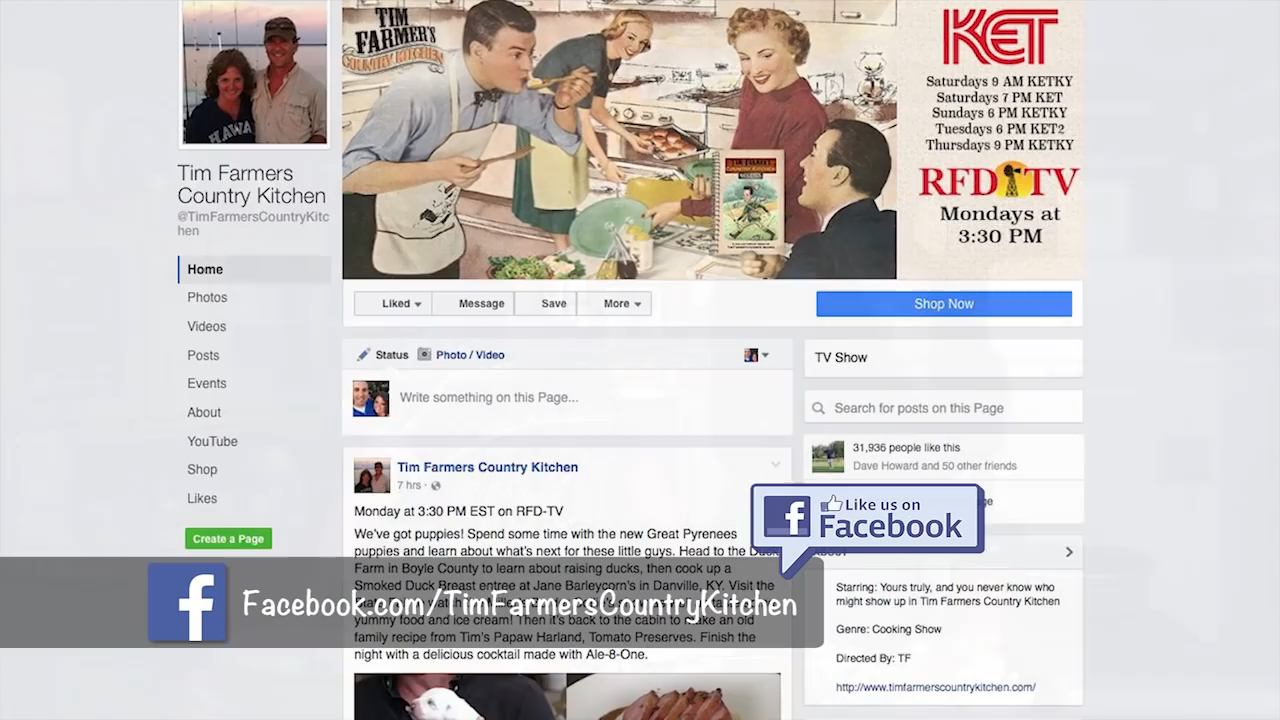 TIM
FARMER'S
COUNTRY KITCHEN
KET
Saturdays 9 AM KETKY
Saturdays 7 PM KET
Sundays 6 PM KETKY
Tuesdays 6 PM KET2
Thursdays 9 PM KETKY
RFD TV
Mondays at
3:30 PM
HAWA
Tim Farmers
Country Kitchen
@TimFarmersCountryKitc
hen
Home
Photos
Videos
Posts
Events
About
YouTube
Shop
Likes
Create a Page
Liked
Message
Save
More
Shop Now
Status
Photo / Video
Write something on this Page...
TV Show
Search for posts on this Page
31,936 people like this
Dave Howard and 50 other friends
Tim Farmers Country Kitchen
7 hrs ·
Monday at 3:30 PM EST on RFD-TV
We've got puppies! Spend some time with the new Great Pyrenees
puppies and learn about what's next for these little guys. Head to the Duck
Farm in Boyle County to learn about raising ducks, then cook up a
Smoked Duck Breast entree at Jane Barleycorn's in Danville, KY. Visit the
yummy food and ice cream! Then it's back to the cabin to make an old
family recipe from Tim's Papaw Harland, Tomato Preserves. Finish the
night with a delicious cocktail made with Ale-8-One.
Like us on
Facebook
Facebook.com/TimFarmersCountryKitchen
Starring: Yours truly, and you never know who
might show up in Tim Farmers Country Kitchen
Genre: Cooking Show
Directed By: TF
http://www.timfarmerscountrykitchen.com/